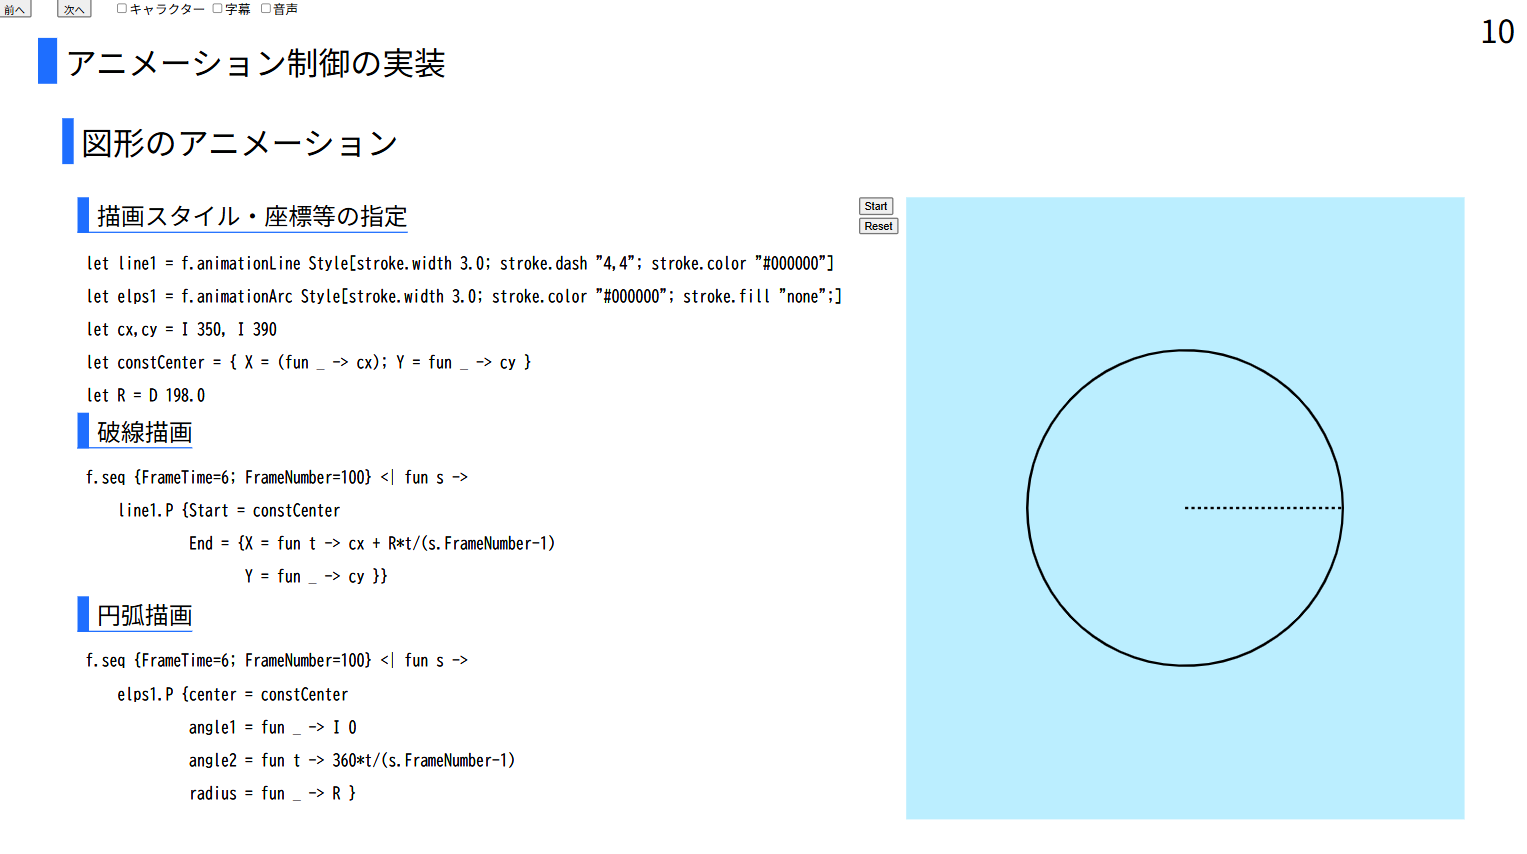 前へ 次へ キャラクター 字幕 音声
10
アニメーション制御の実装
図形のアニメーション
描画スタイル・座標等の指定
let line1 = f.animationLine Style[stroke.width 3.0; stroke.dash "4,4"; stroke.color "#000000"]
let elps1 = f.animationArc Style[stroke.width 3.0; stroke.color "#000000"; stroke.fill "none";]
let cx,cy = I 350, I 390
let constCenter = { X = (fun _ -> cx); Y = fun _ -> cy }
let R = D 198.0
破線描画
f.seq {FrameTime=6; FrameNumber=100} <| fun s ->
line1.P {Start = constCenter
End = {X = fun t -> cx + R*t/(s.FrameNumber-1)
Y = fun _ -> cy }}
円弧描画
f.seq {FrameTime=6; FrameNumber=100} <| fun s ->
elps1.P {center = constCenter
angle1 = fun _ -> I 0
angle2 = fun t -> 360*t/(s.FrameNumber-1)
radius = fun _ -> R }
Start
Reset